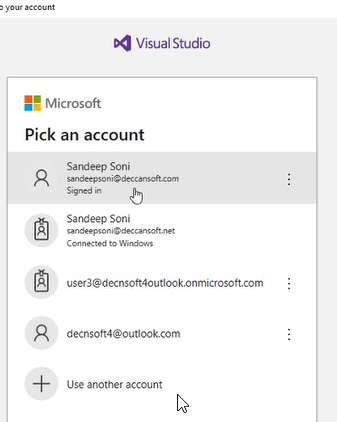 o your account
Visual Studio
Microsoft
Pick an account
Sandeep Soni
sandeepsoni@deccansoft.com
Signed in
Sandeep Soni
sandeepsoni@deccansoft.net
Connected to Windows
user3@decnsoft4outlook.onmicrosoft.com
decnsoft4@outlook.com
Use another account